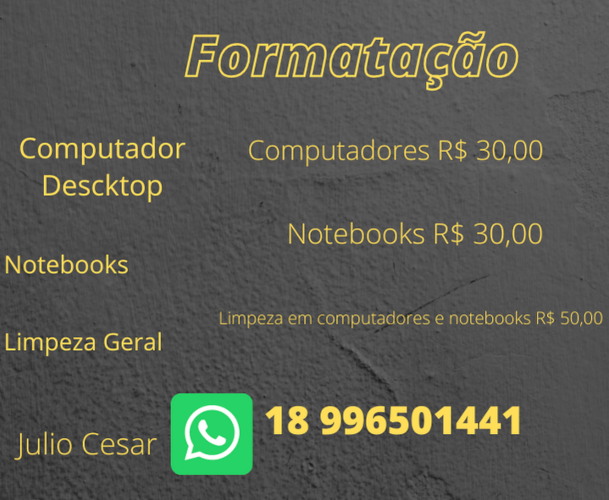 Formatação
Computador
Descktop
Computadores R$ 30,00
Notebooks R$ 30,00
Notebooks
Limpeza em computadores e notebooks R$ 50,00
Limpeza Geral
Julio Cesar
18 996501441